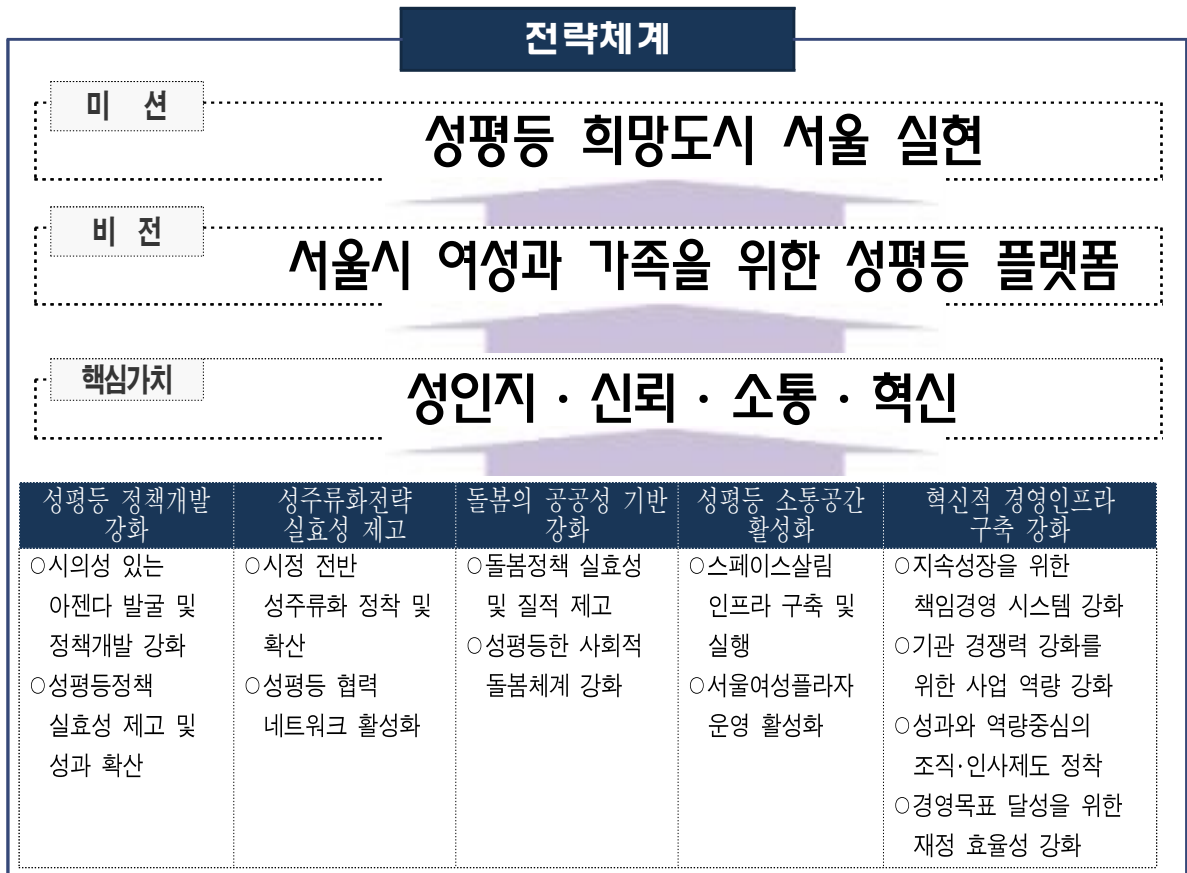 전략체계
미 션
성평등 희망도시 서울 실현
비 전
서울시 여성과 가족을 위한 성평등 플랫폼
핵심가치
성인지 · 신뢰 · 소통 · 혁신
성평등 정책개발
강화
○시의성 있는
아젠다 발굴 및
정책개발 강화
○성평등정책
실효성 제고 및
성과 확산
성주류화전략
실효성 제고
○시정 전반
성주류화 정착 및
확산
○성평등 협력
네트워크 활성화
돌봄의 공공성 기반
강화
○돌봄정책 실효성
및 질적 제고
○성평등한 사회적
돌봄체계 강화
성평등 소통공간
활성화
○스페이스살림
인프라 구축 및
실행
○서울여성플라자
운영 활성화
혁신적 경영인프라
구축 강화
○지속성장을 위한
책임경영 시스템 강화
○기관 경쟁력 강화를
위한 사업 역량 강화
○성과와 역량중심의
조직·인사제도 정착
○경영목표 달성을 위한
재정 효율성 강화